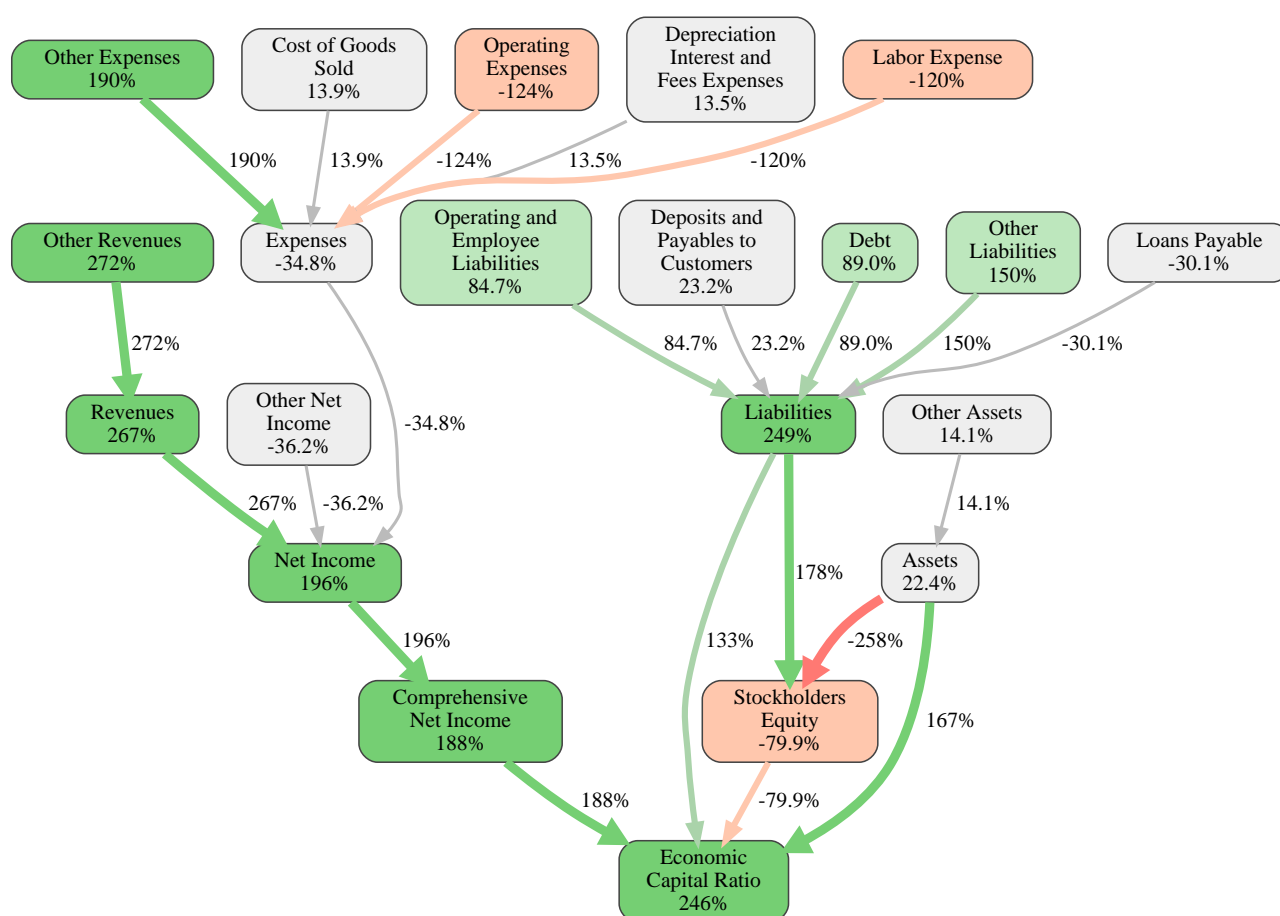 Other Expenses
190%
Cost of Goods
Sold
13.9%
Operating
Expenses
-124%
Depreciation
Interest and
Fees Expenses
13.5%
Labor Expense
-120%
190%
13.9%
-124%
13.5%
-120%
Other Revenues
272%
Expenses
-34.8%
Operating and
Employee
Liabilities
84.7%
Deposits and
Payables to
Customers
23.2%
Debt
89.0%
Other
Liabilities
150%
Loans Payable
-30.1%
272%
84.7%
23.2%
89.0%
150%
-30.1%
Revenues
267%
Other Net
Income
-36.2%
-34.8%
Liabilities
249%
Other Assets
14.1%
267%
-36.2%
14.1%
Net Income
196%
178%
Assets
22.4%
196%
133%
-258%
Comprehensive
Net Income
188%
Stockholders
Equity
-79.9%
167%
188%
-79.9%
Economic
Capital Ratio
246%